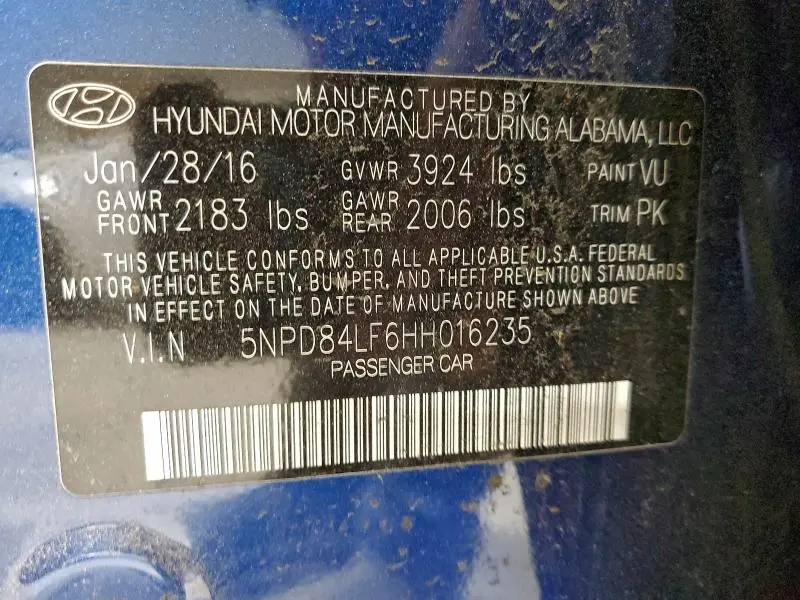 MANUFACTURED BY
HYUNDAI MOTOR MANUFACTURING ALABAMA, LLC
Jan/28/16 GVWR 3924 lbs PAINT VU
GAWR FRONT 2183 lbs GAWR REAR 2006 lbs TRIM PK
THIS VEHICLE CONFORMS TO ALL APPLICABLE U.S.A. FEDERAL
MOTOR VEHICLE SAFETY, BUMPER, AND THEFT PREVENTION STANDARDS
IN EFFECT ON THE DATE OF MANUFACTURE SHOWN ABOVE
V.I.N 5NPD84LF6HH016235
PASSENGER CAR